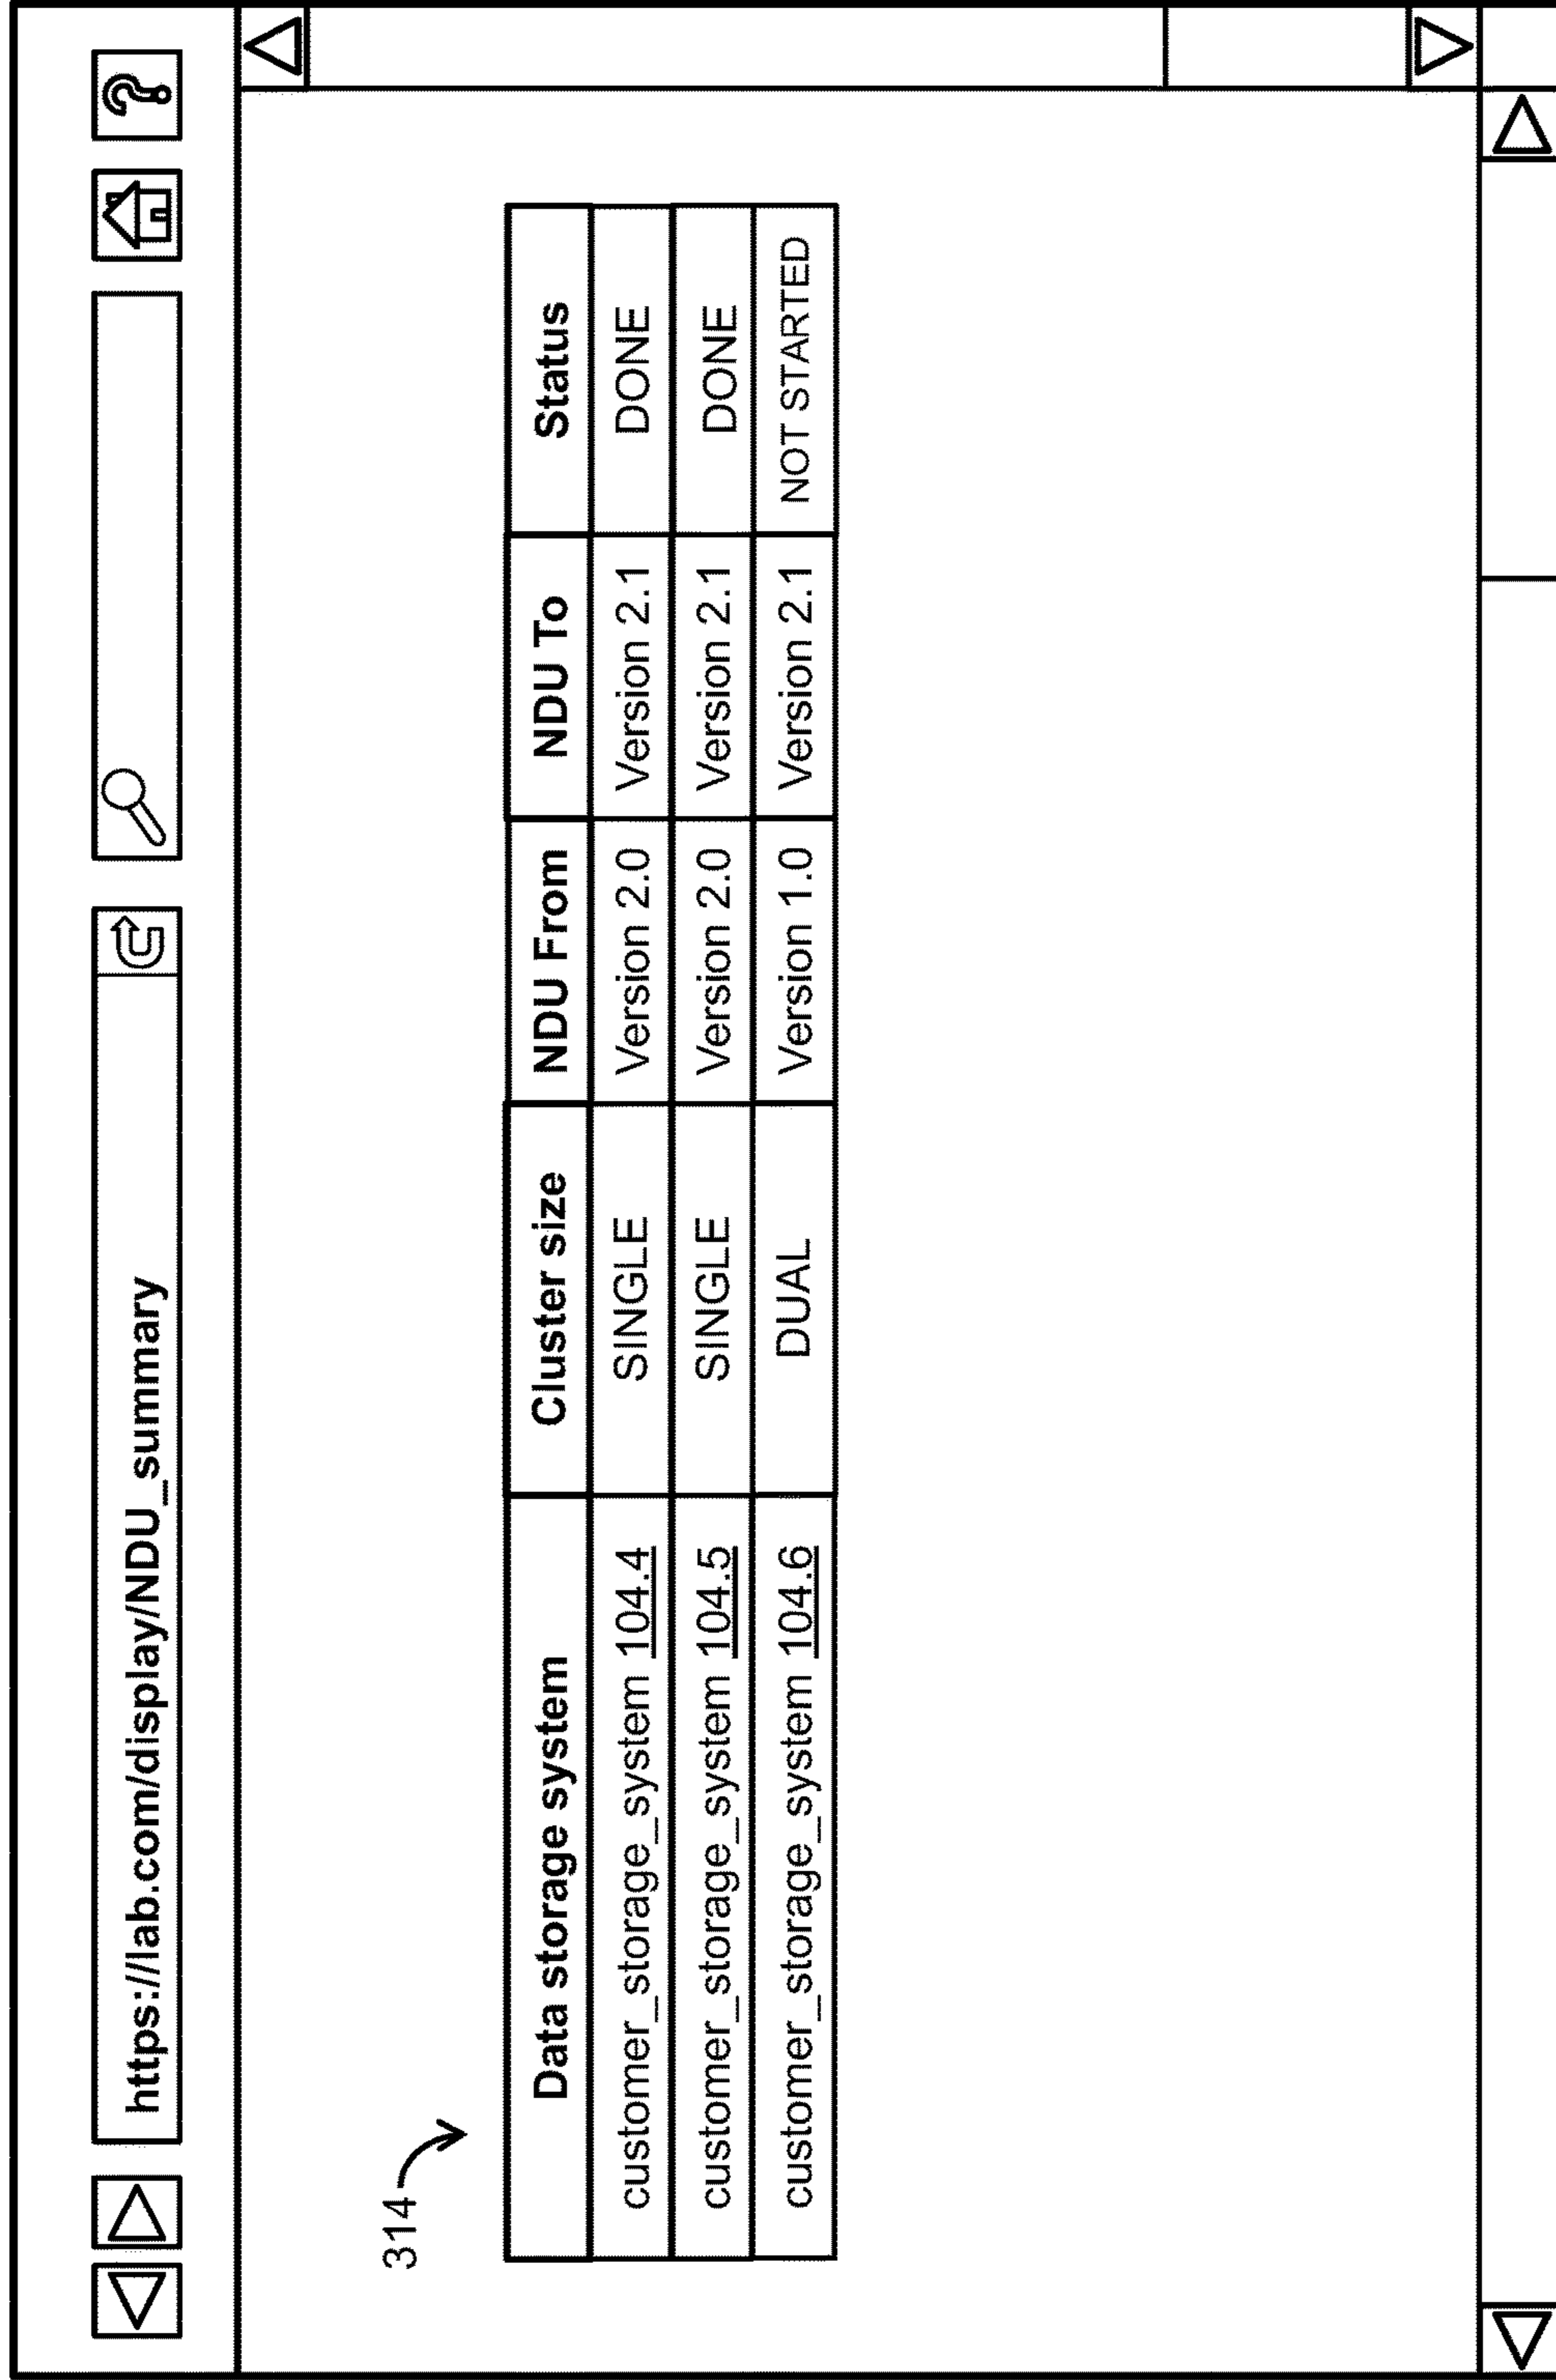 https://lab.com/display/NDU_summary
314
Data storage system Cluster size NDU From NDU To Status
customer_storage_system 104.4 SINGLE Version 2.0 Version 2.1 DONE
customer_storage_system 104.5 SINGLE Version 2.0 Version 2.1 DONE
customer_storage_system 104.6 DUAL Version 1.0 Version 2.1 NOT STARTED